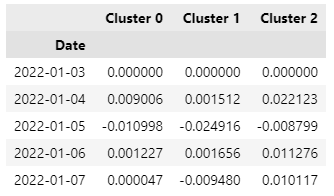 Cluster 0 Cluster 1 Cluster 2
Date
2022-01-03 0.000000 0.000000 0.000000
2022-01-04 0.009006 0.001512 0.022123
2022-01-05 -0.010998 -0.024916 -0.008799
2022-01-06 0.001227 0.001656 0.011276
2022-01-07 0.000047 -0.009480 0.010117